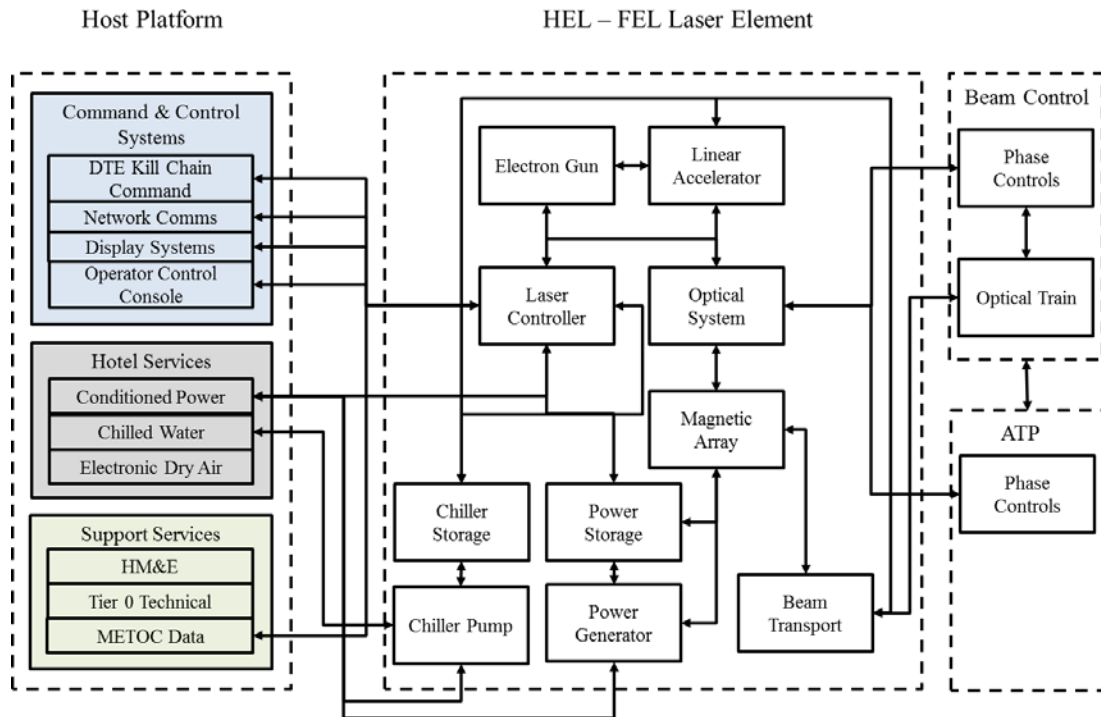 Host Platform
HEL – FEL Laser Element
Command & Control
Systems
DTE Kill Chain
Command
Network Comms
Display Systems
Operator Control
Console
Hotel Services
Conditioned Power
Chilled Water
Electronic Dry Air
Support Services
HM&E
Tier 0 Technical
METOC Data
Electron Gun
Linear
Accelerator
Laser
Controller
Optical
System
Magnetic
Array
Chiller
Storage
Power
Storage
Chiller Pump
Power
Generator
Beam
Transport
Beam Control
Phase
Controls
Optical Train
ATP
Phase
Controls